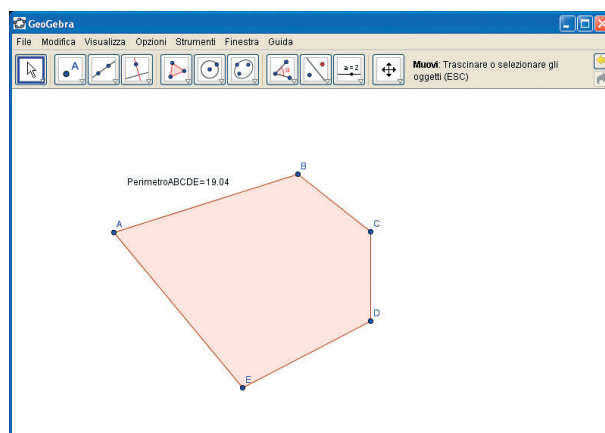 GeoGebra
File Modifica Visualizza Opzioni Strumenti Finestra Guida
A
α
a=2
Muovi: Trascinare o selezionare gli
oggetti (ESC)
B
PerimetroABCDE=19.04
A
C
D
E